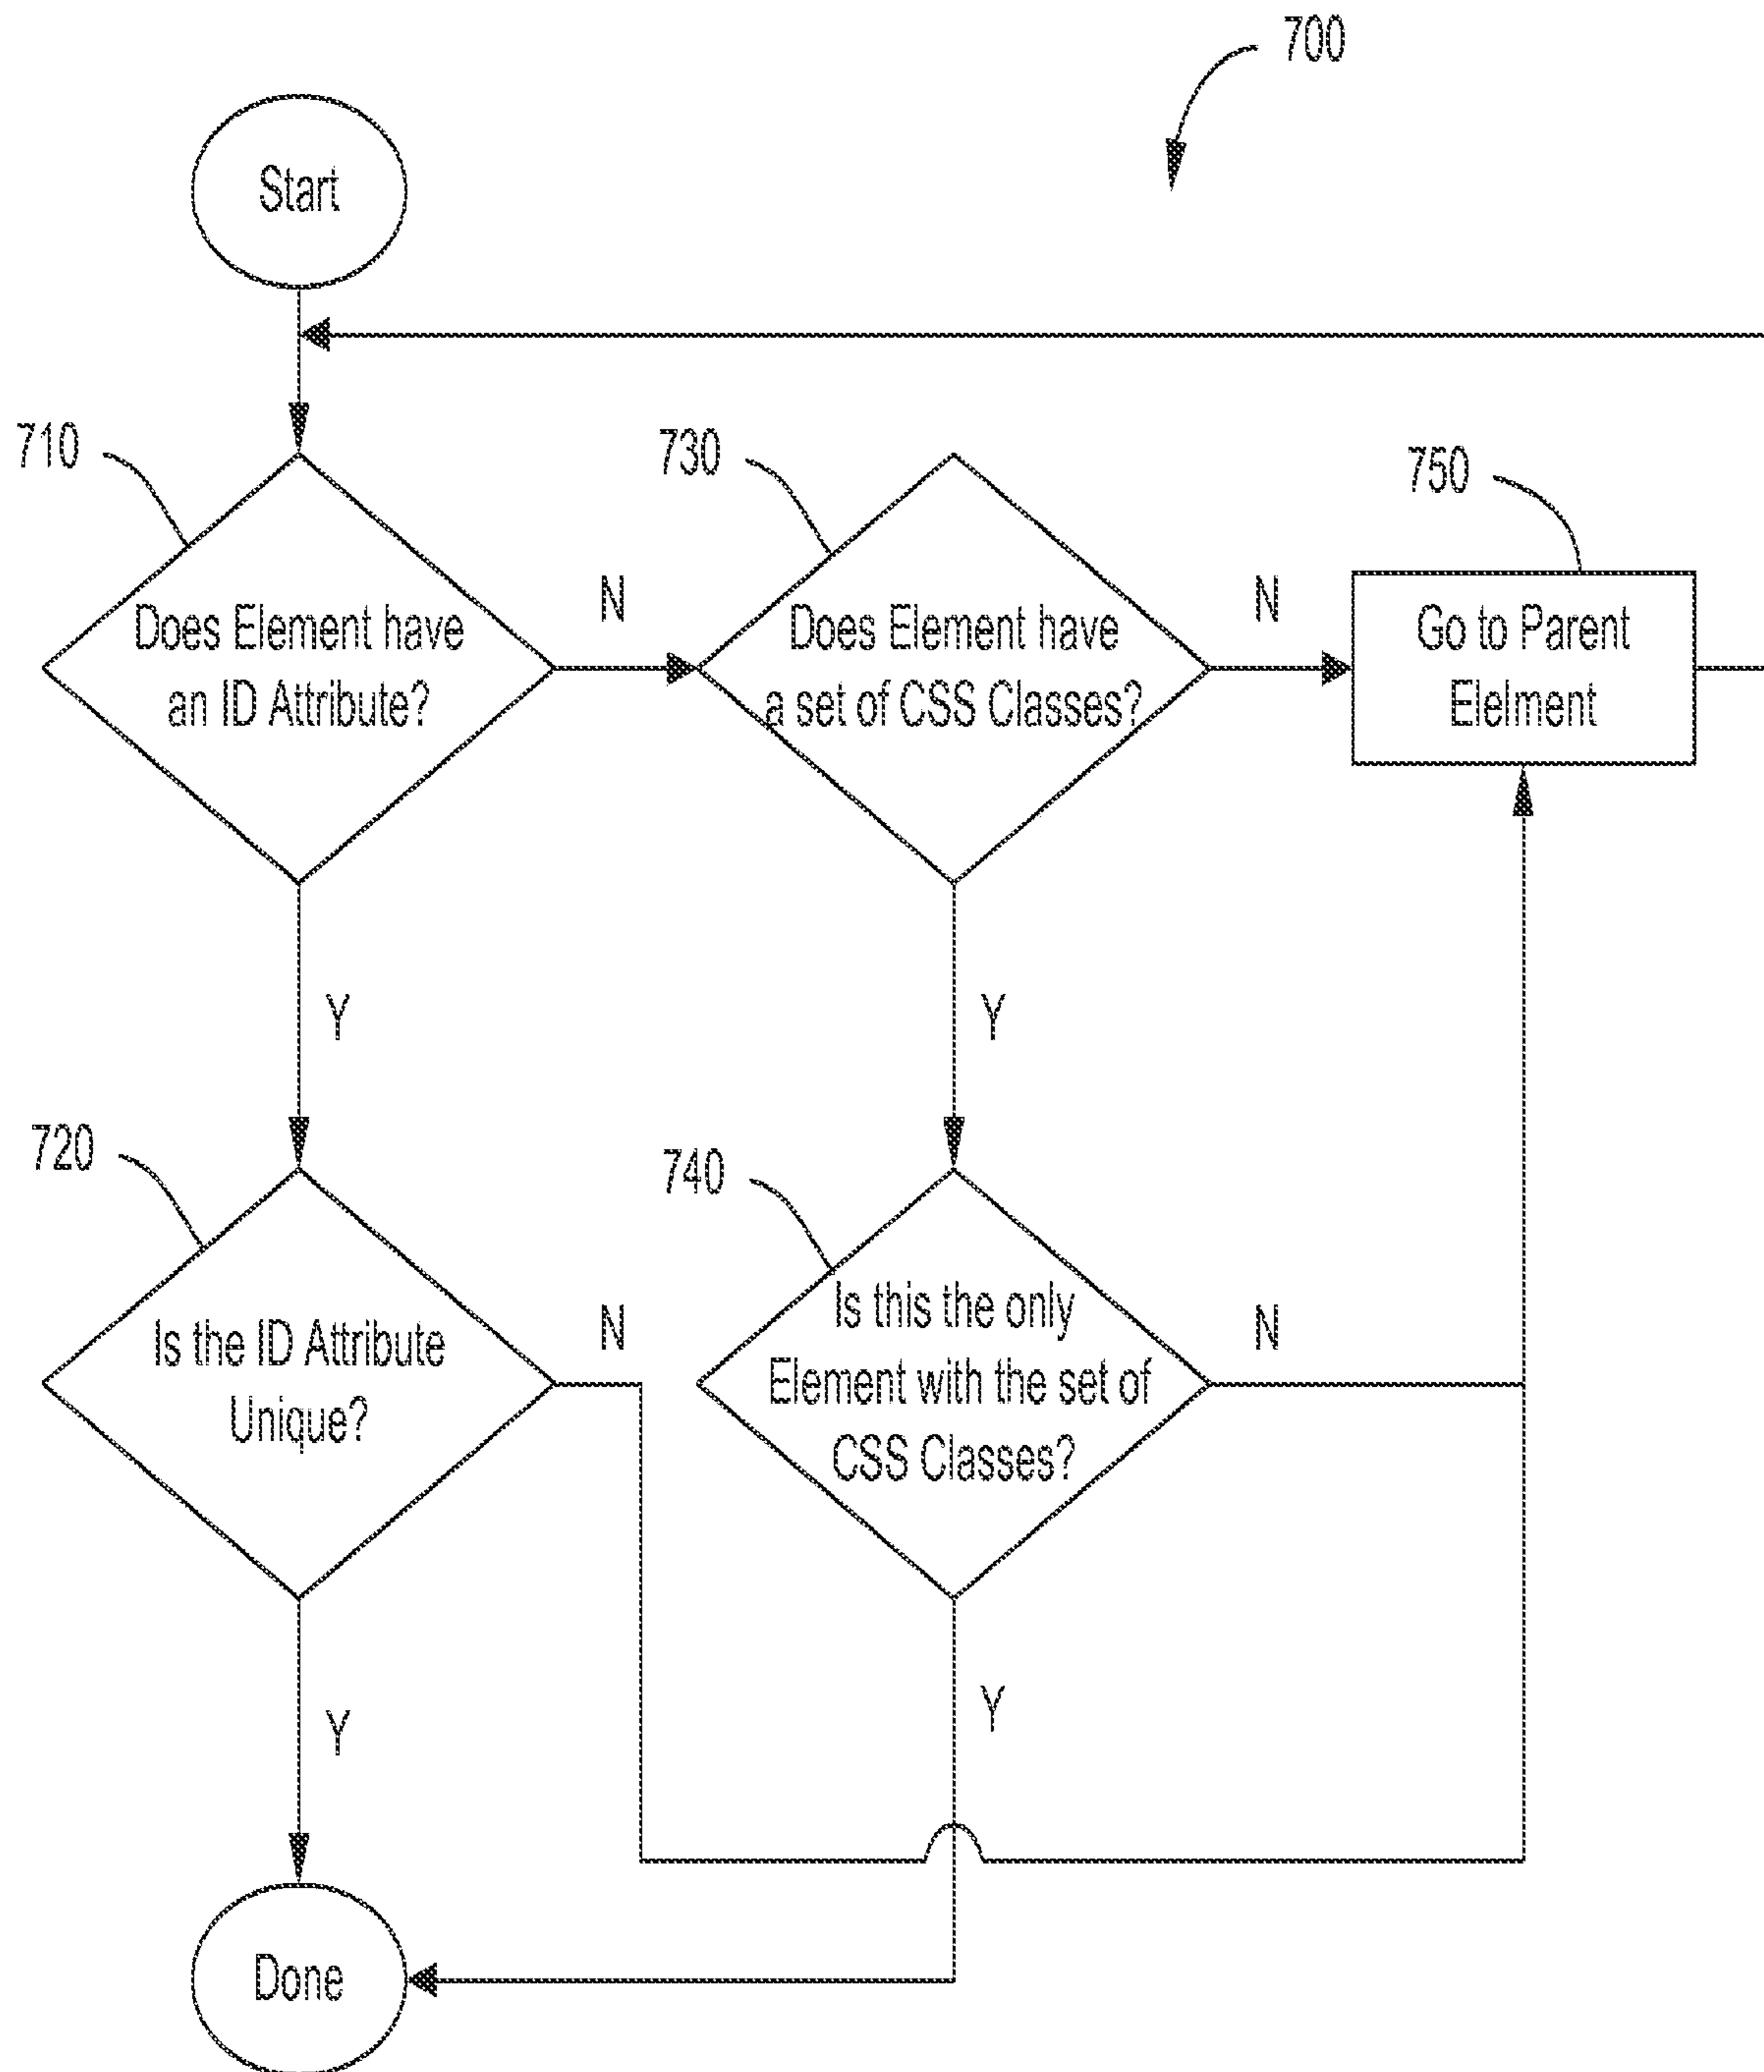 700
Start
710
730
750
Does Element have
an ID Attribute?
N
Does Element have
a set of CSS Classes?
N
Go to Parent
Elelment
Y
Y
720
740
Is the ID Attribute
Unique?
N
Is this the only
Element with the set of
CSS Classes?
N
Y
Y
Done